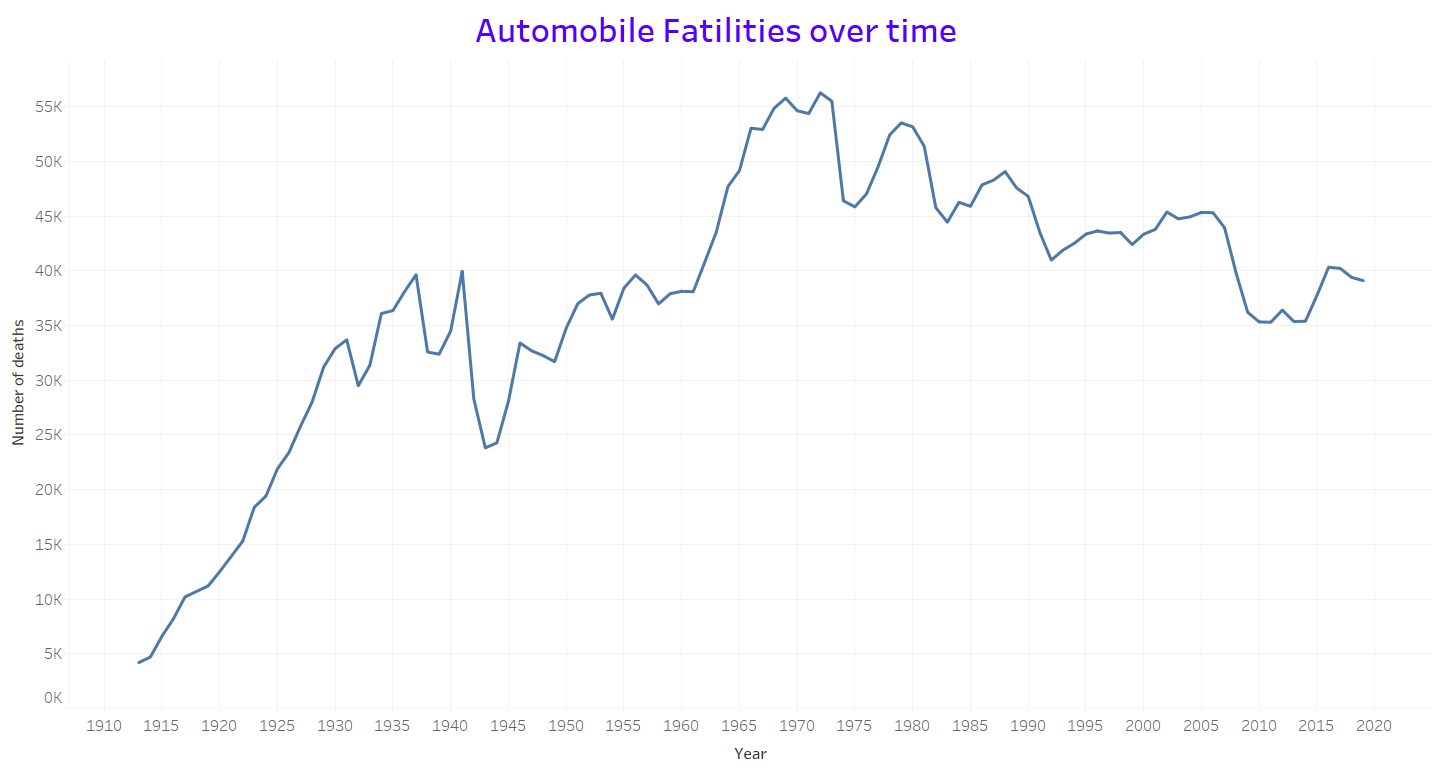 Automobile Fatilities over time
55K
50K
45K
40K
35K
30K
25K
20K
15K
10K
5K
0K
Number of deaths
1910 1915 1920 1925 1930 1935 1940 1945 1950 1955 1960 1965 1970 1975 1980 1985 1990 1995 2000 2005 2010 2015 2020
Year